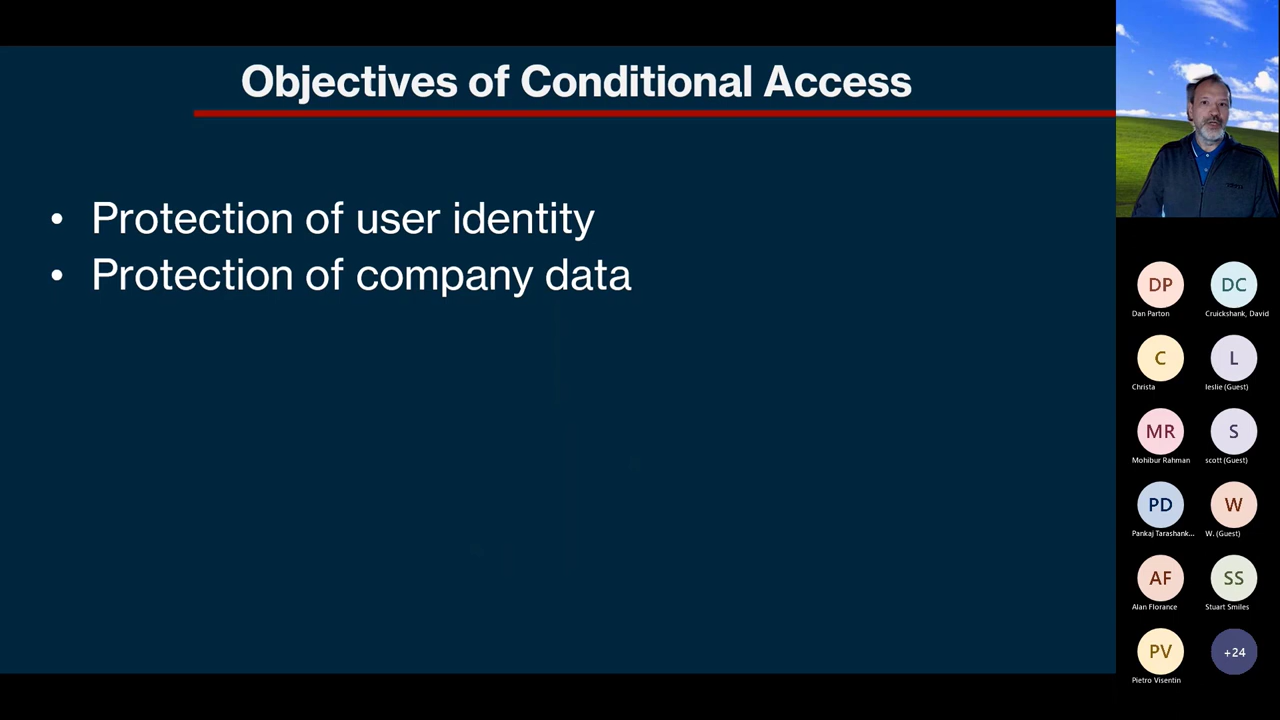 Objectives of Conditional Access
• Protection of user identity
• Protection of company data
DP
DC
Dan Parton
Cruickshank, David
C
L
Christa
leslie (Guest)
MR
S
Mohibur Rahman
scott (Guest)
PD
W
Pankaj Tarashank...
W. (Guest)
AF
SS
Alan Florance
Stuart Smiles
PV
+24
Pietro Visentin